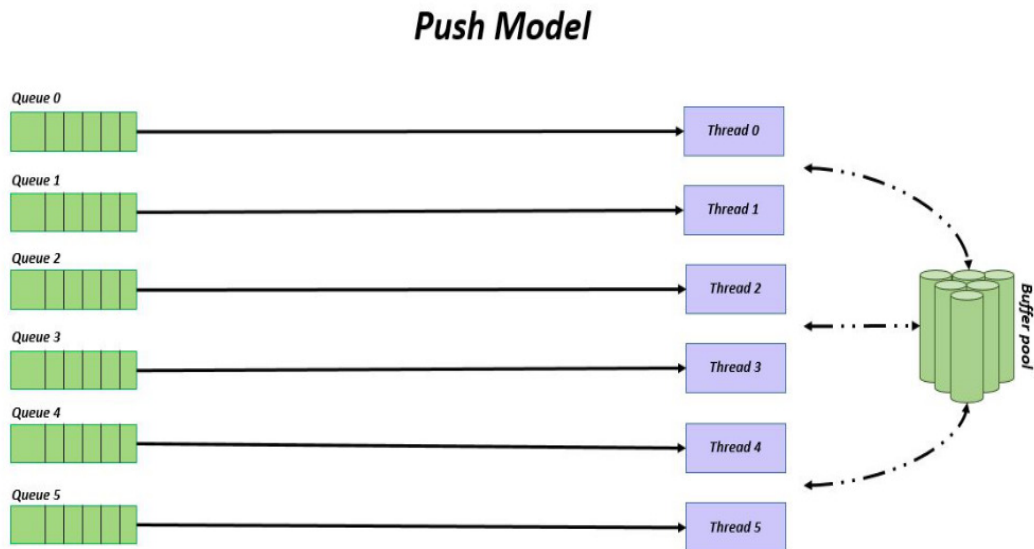 Push Model
Queue 0
Thread 0
Queue 1
Thread 1
Queue 2
Thread 2
Queue 3
Thread 3
Queue 4
Thread 4
Queue 5
Thread 5
Buffer pool